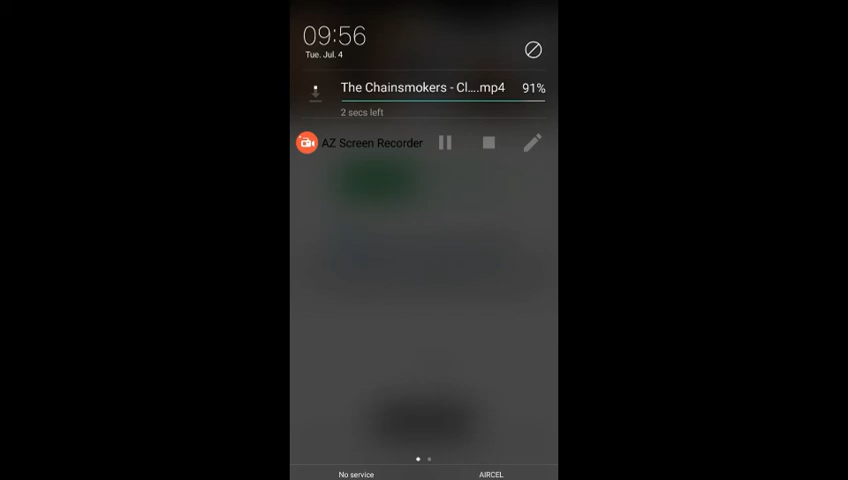 09:56
Tue. Jul. 4
The Chainsmokers - Cl....mp4 91%
2 secs left
AZ Screen Recorder
No service AIRCEL